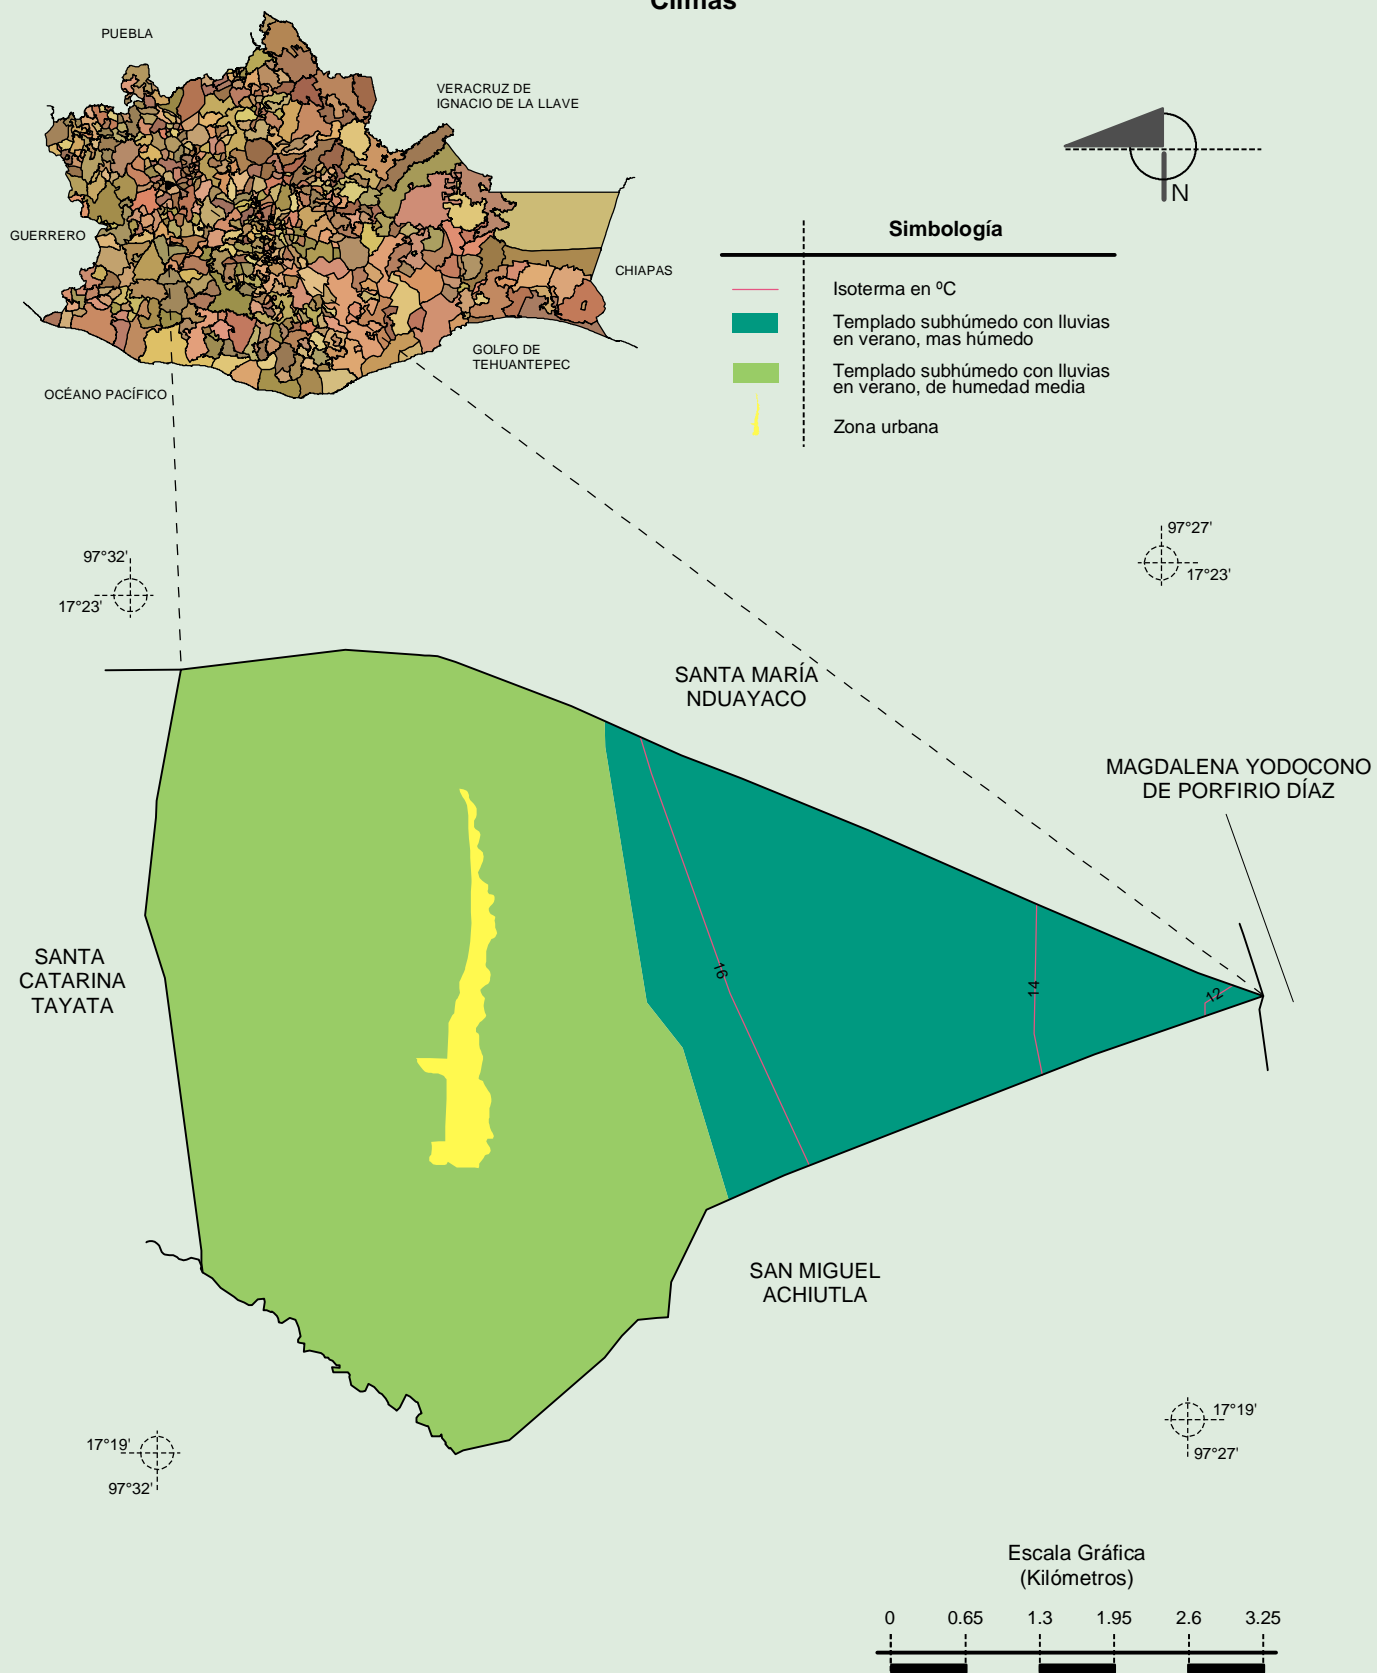 Climas
PUEBLA
VERACRUZ DE
IGNACIO DE LA LLAVE
GUERRERO
CHIAPAS
GOLFO DE
TEHUANTEPEC
OCÉANO PACÍFICO
N
Simbología
Isoterma en ºC
Templado subhúmedo con lluvias
en verano, mas húmedo
Templado subhúmedo con lluvias
en verano, de humedad media
Zona urbana
97°32'
17°23'
97°27'
17°23'
SANTA MARÍA
NDUAYACO
MAGDALENA YODOCONO
DE PORFIRIO DÍAZ
SANTA
CATARINA
TAYATA
16
14
12
SAN MIGUEL
ACHIUTLA
17°19'
97°32'
17°19'
97°27'
Escala Gráfica
(Kilómetros)
0 0.65 1.3 1.95 2.6 3.25